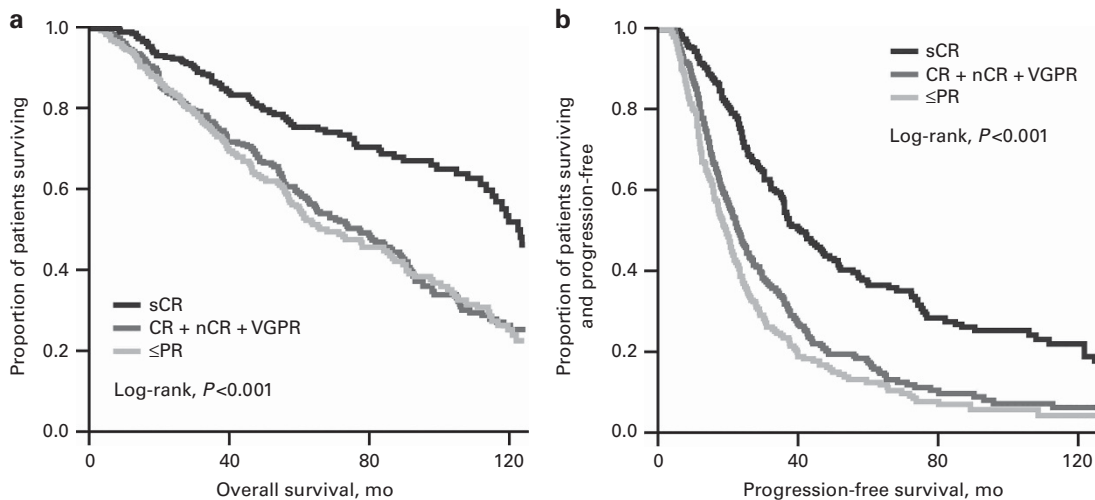 a
Proportion of patients surviving
1.0
0.8
0.6
0.4
0.2
0.0
sCR
CR + nCR + VGPR
≤PR
Log-rank, P<0.001
0 40 80 120
Overall survival, mo
b
Proportion of patients surviving
and progression-free
1.0
0.8
0.6
0.4
0.2
0.0
sCR
CR + nCR + VGPR
≤PR
Log-rank, P<0.001
0 40 80 120
Progression-free survival, mo